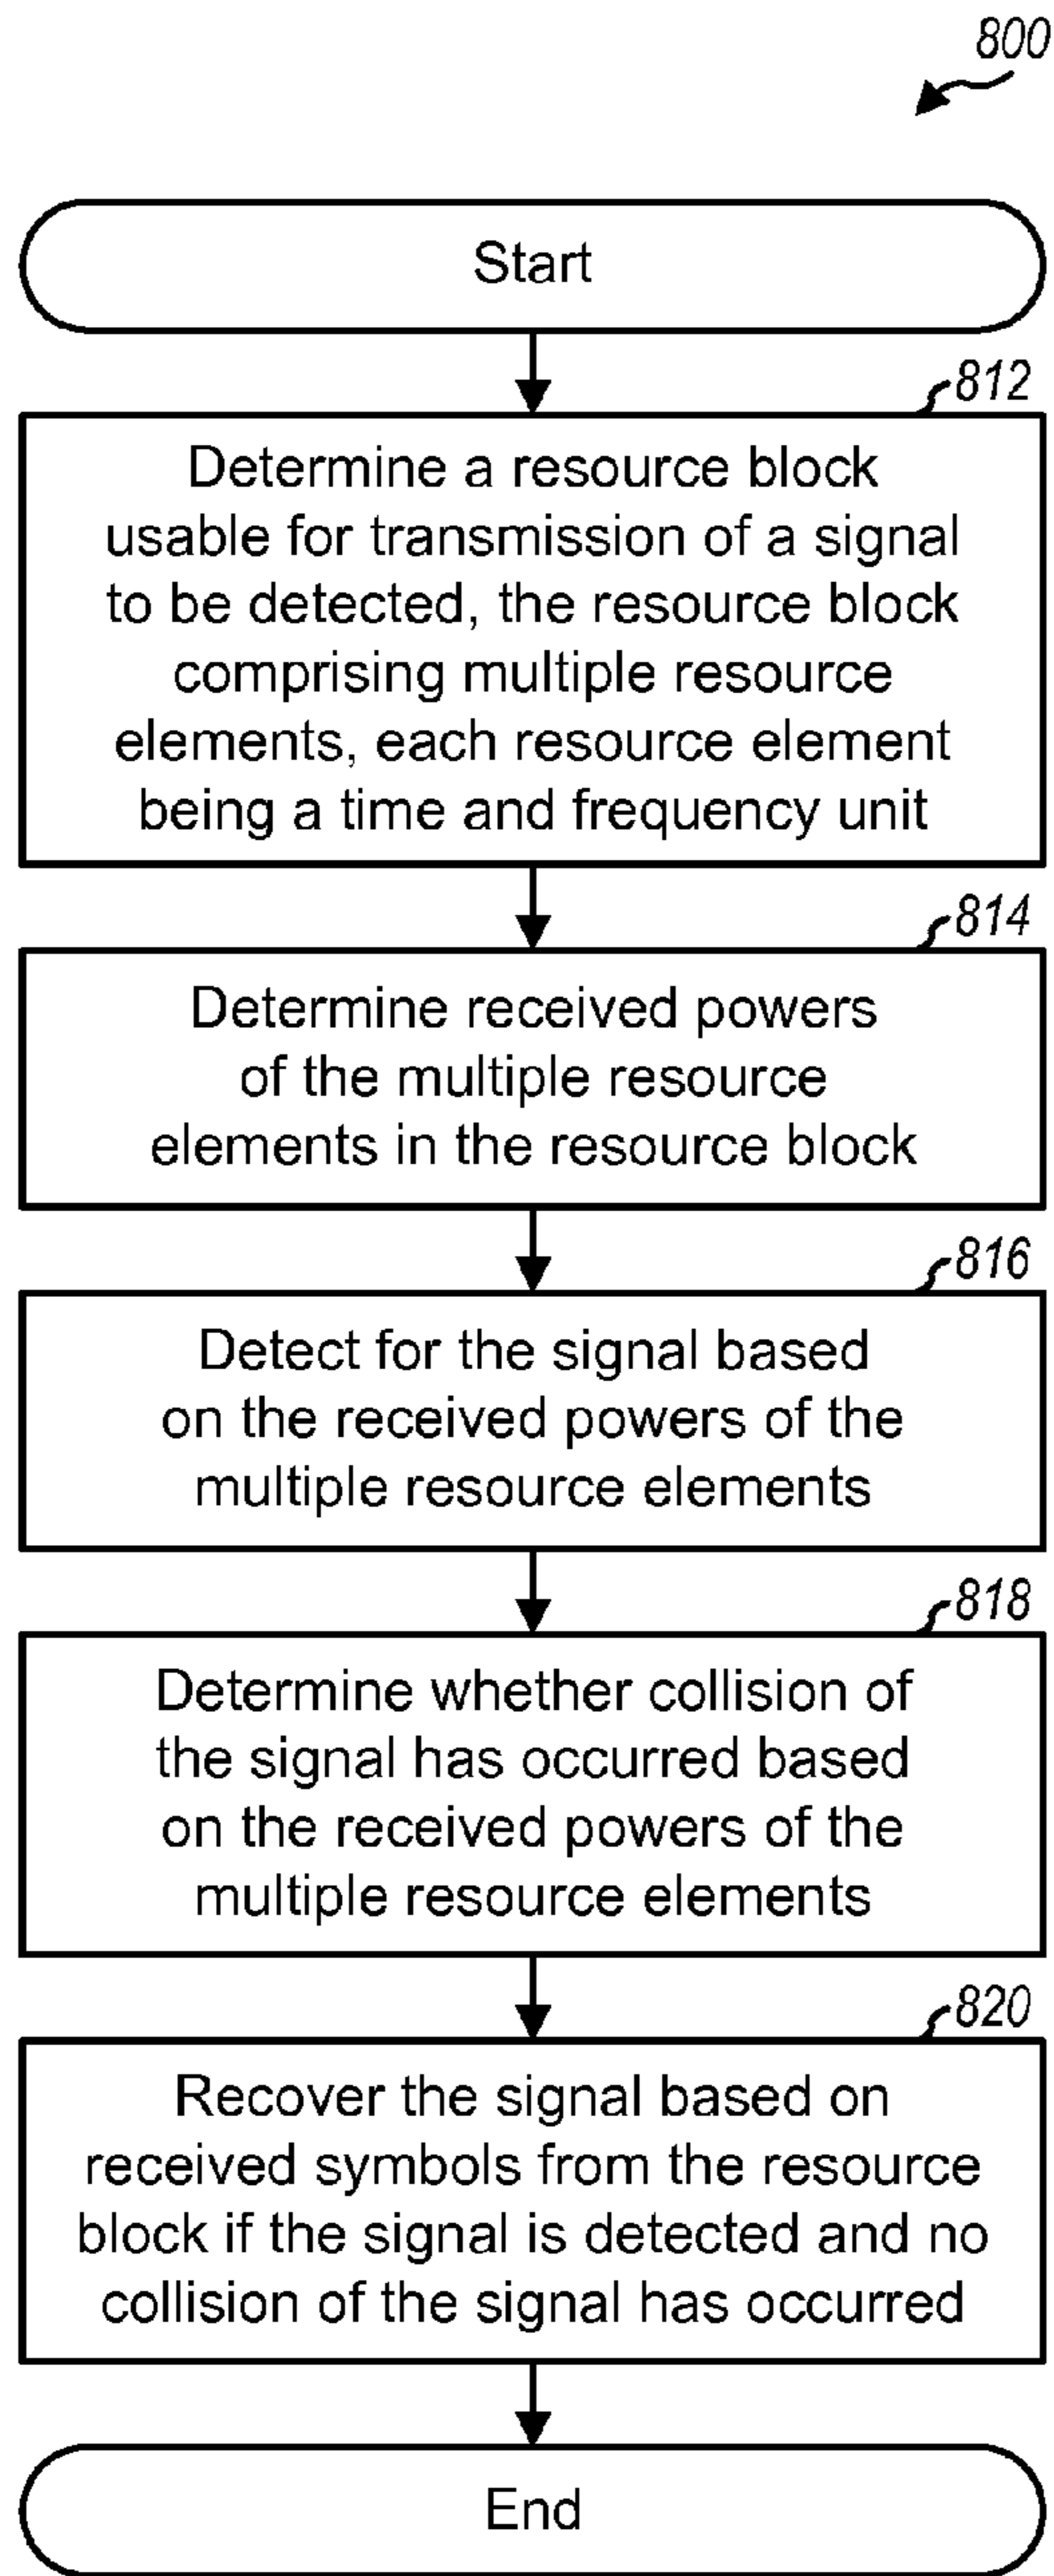 800
Start
812
Determine a resource block
usable for transmission of a signal
to be detected, the resource block
comprising multiple resource
elements, each resource element
being a time and frequency unit
814
Determine received powers
of the multiple resource
elements in the resource block
816
Detect for the signal based
on the received powers of the
multiple resource elements
818
Determine whether collision of
the signal has occurred based
on the received powers of the
multiple resource elements
820
Recover the signal based on
received symbols from the resource
block if the signal is detected and no
collision of the signal has occurred
End